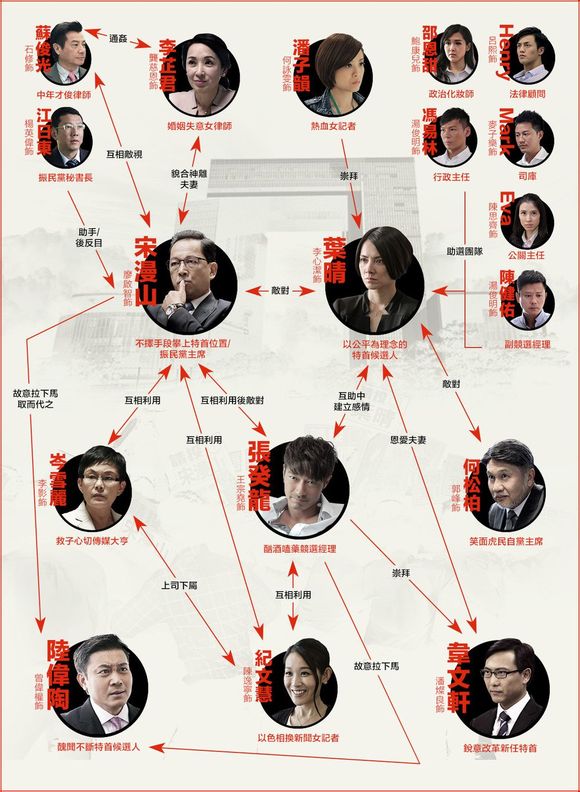 蘇俊光
石修飾
中年才俊律師
通姦
李芷君
龔慈恩飾
婚姻失意女律師
潘子韻
何詠雯飾
熱血女記者
邵恩甜
鮑康兒飾
政治化妝師
Henry
呂熙飾
法律顧問
江日東
楊英偉飾
振民黨秘書長
馮易林
湯俊明飾
行政主任
Mark
麥子樂飾
司庫
Eva
陳思齊飾
公關主任
陳健佑
湯俊明飾
副競選經理
互相敵視
貌合神離
夫妻
崇拜
助手/
後反目
助選團隊
宋漫山
廖啟智飾
不擇手段攀上特首位置/
振民黨主席
敵對
葉晴
李心潔飾
以公平為理念的
特首候選人
故意拉下馬
取而代之
互相利用
互相利用後敵對
互相利用
互助中
建立感情
恩愛夫妻
敵對
岑雲麗
李影飾
救子心切傳媒大亨
張癸龍
王宗堯飾
酗酒嗑藥競選經理
何松柏
郭峰飾
笑面虎民自黨主席
上司下屬
互相利用
崇拜
故意拉下馬
陸偉陶
曾偉權飾
醜聞不斷特首候選人
紀文慧
陳逸寧飾
以色相換新聞女記者
韋文軒
潘燦良飾
銳意改革新任特首